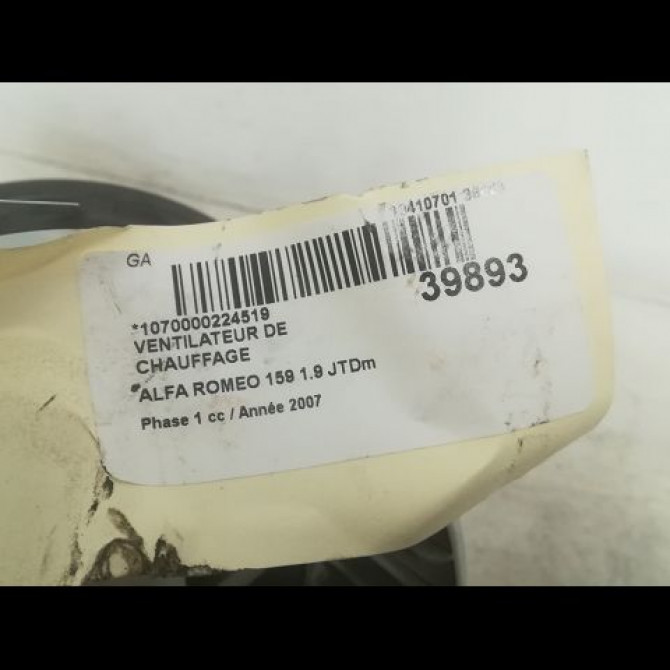 GA
39893
*1070000224519
VENTILATEUR DE
CHAUFFAGE
ALFA ROMEO 159 1.9 JTDm
Phase 1 cc / Année 2007